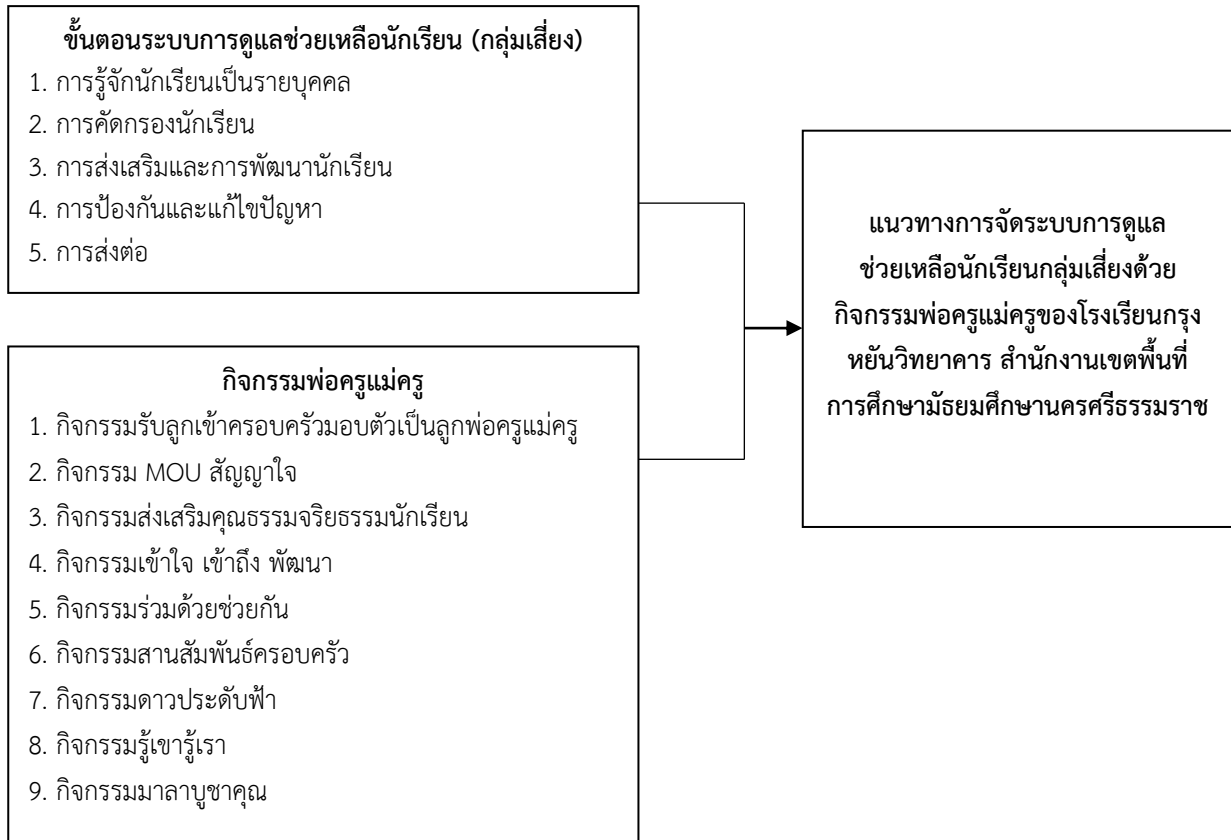 ขั้นตอนระบบการดูแลช่วยเหลือนักเรียน (กลุ่มเสี่ยง)
1. การรู้จักนักเรียนเป็นรายบุคคล
2. การคัดกรองนักเรียน
3. การส่งเสริมและการพัฒนานักเรียน
4. การป้องกันและแก้ไขปัญหา
5. การส่งต่อ
กิจกรรมพ่อครูแม่ครู
1. กิจกรรมรับลูกเข้าครอบครัวมอบตัวเป็นลูกพ่อครูแม่ครู
2. กิจกรรม MOU สัญญาใจ
3. กิจกรรมส่งเสริมคุณธรรมจริยธรรมนักเรียน
4. กิจกรรมเข้าใจ เข้าถึง พัฒนา
5. กิจกรรมร่วมด้วยช่วยกัน
6. กิจกรรมสานสัมพันธ์ครอบครัว
7. กิจกรรมดาวประดับฟ้า
8. กิจกรรมรู้เขารู้เรา
9. กิจกรรมมาลาบูชาคุณ
แนวทางการจัดระบบการดูแล
ช่วยเหลือนักเรียนกลุ่มเสี่ยงด้วย
กิจกรรมพ่อครูแม่ครูของโรงเรียนกรุง
หยันวิทยาคาร สำนักงานเขตพื้นที่
การศึกษามัธยมศึกษานครศรีธรรมราช